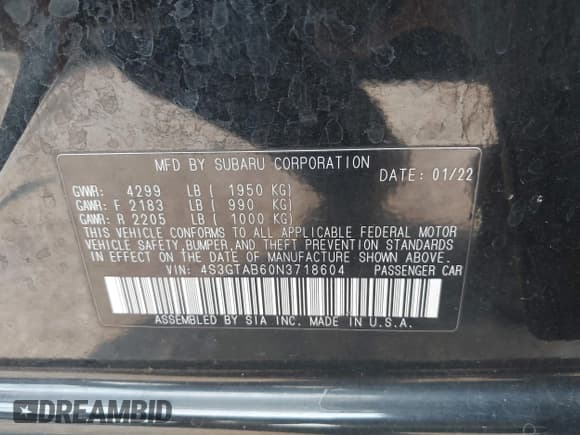 MFD BY SUBARU CORPORATION
DATE: 01/22
GVWR: 4299 LB ( 1950 KG)
GAWR: F 2183 LB ( 990 KG)
GAWR: R 2205 LB ( 1000 KG)
THIS VEHICLE CONFORMS TO ALL APPLICABLE FEDERAL MOTOR
VEHICLE SAFETY, BUMPER, AND THEFT PREVENTION STANDARDS
IN EFFECT ON THE DATE OF MANUFACTURE SHOWN ABOVE.
VIN: 4S3GTAB60N3718604 PASSENGER CAR
ASSEMBLED BY SIA INC. MADE IN U.S.A.
DREAMBID